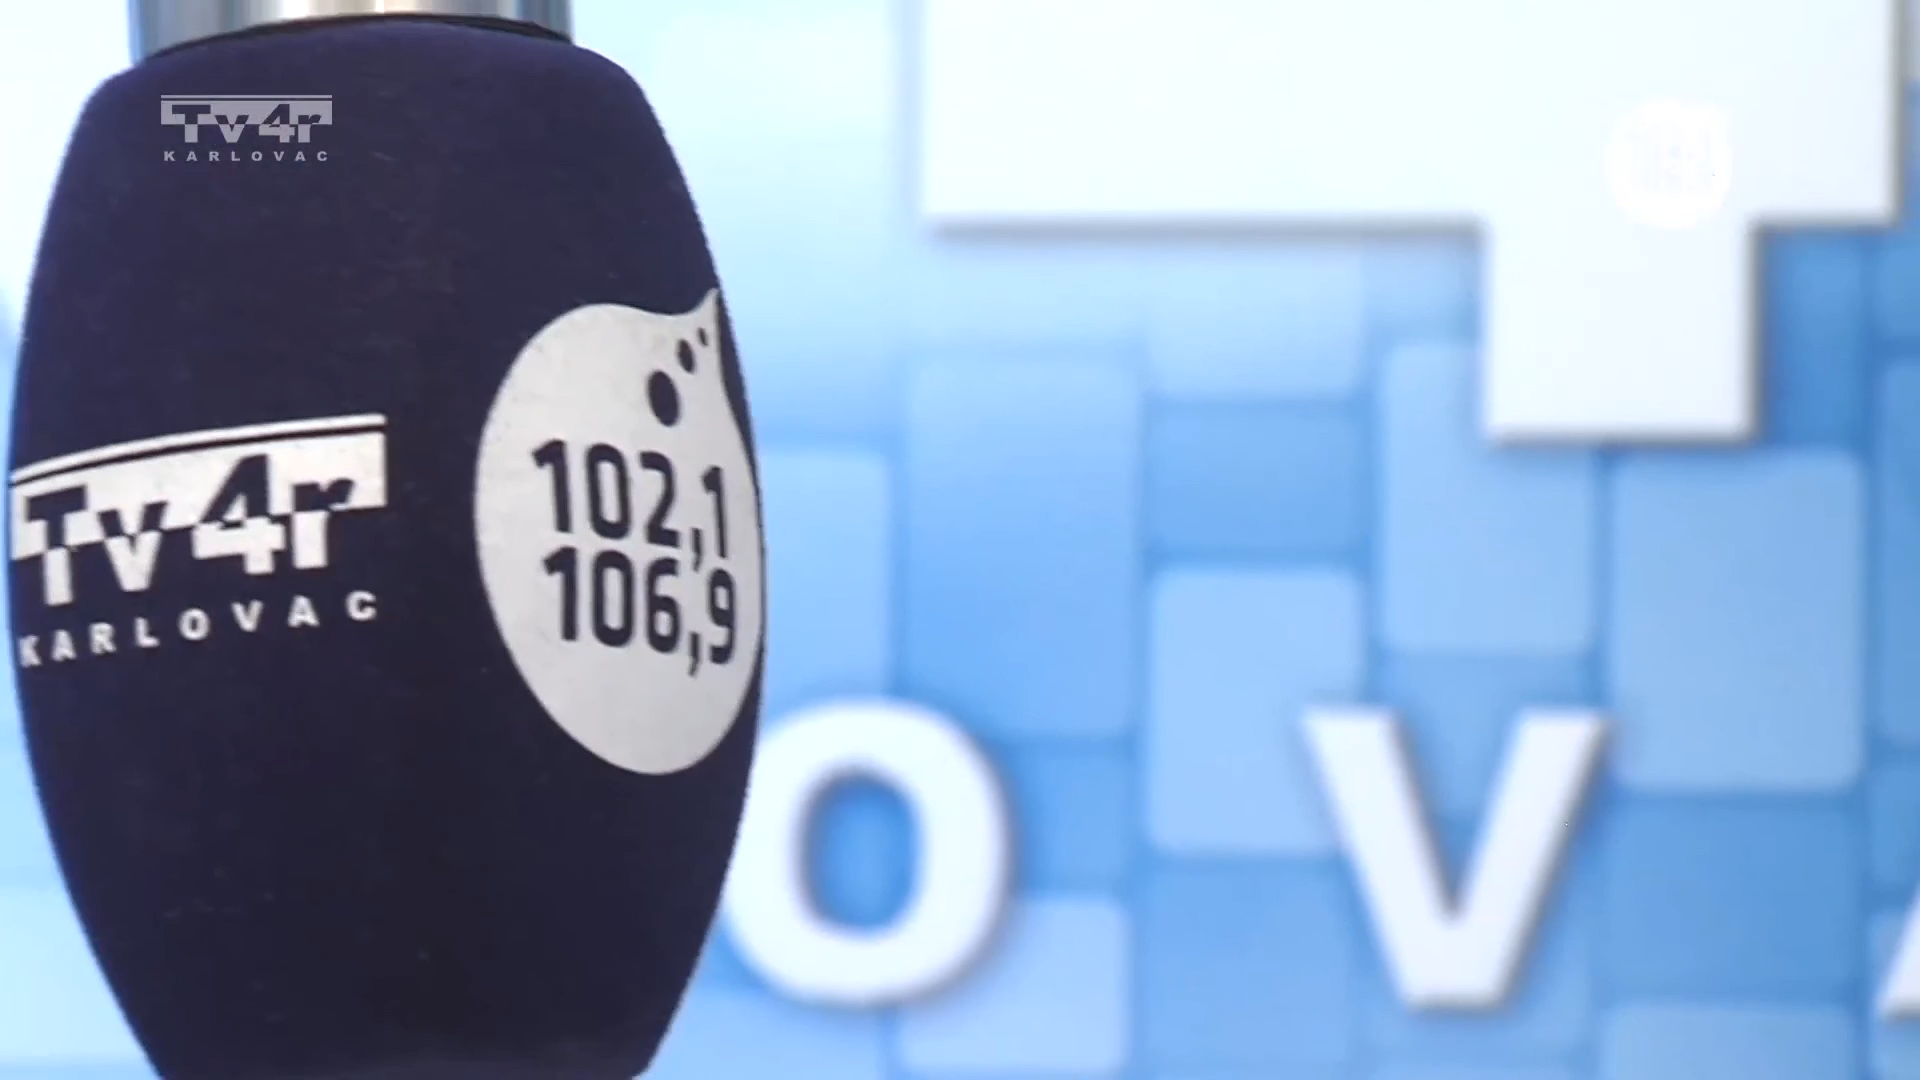 Tv4r
KARLOVAC
Tv4r
KARLOVAC
102,1
106,9
O V